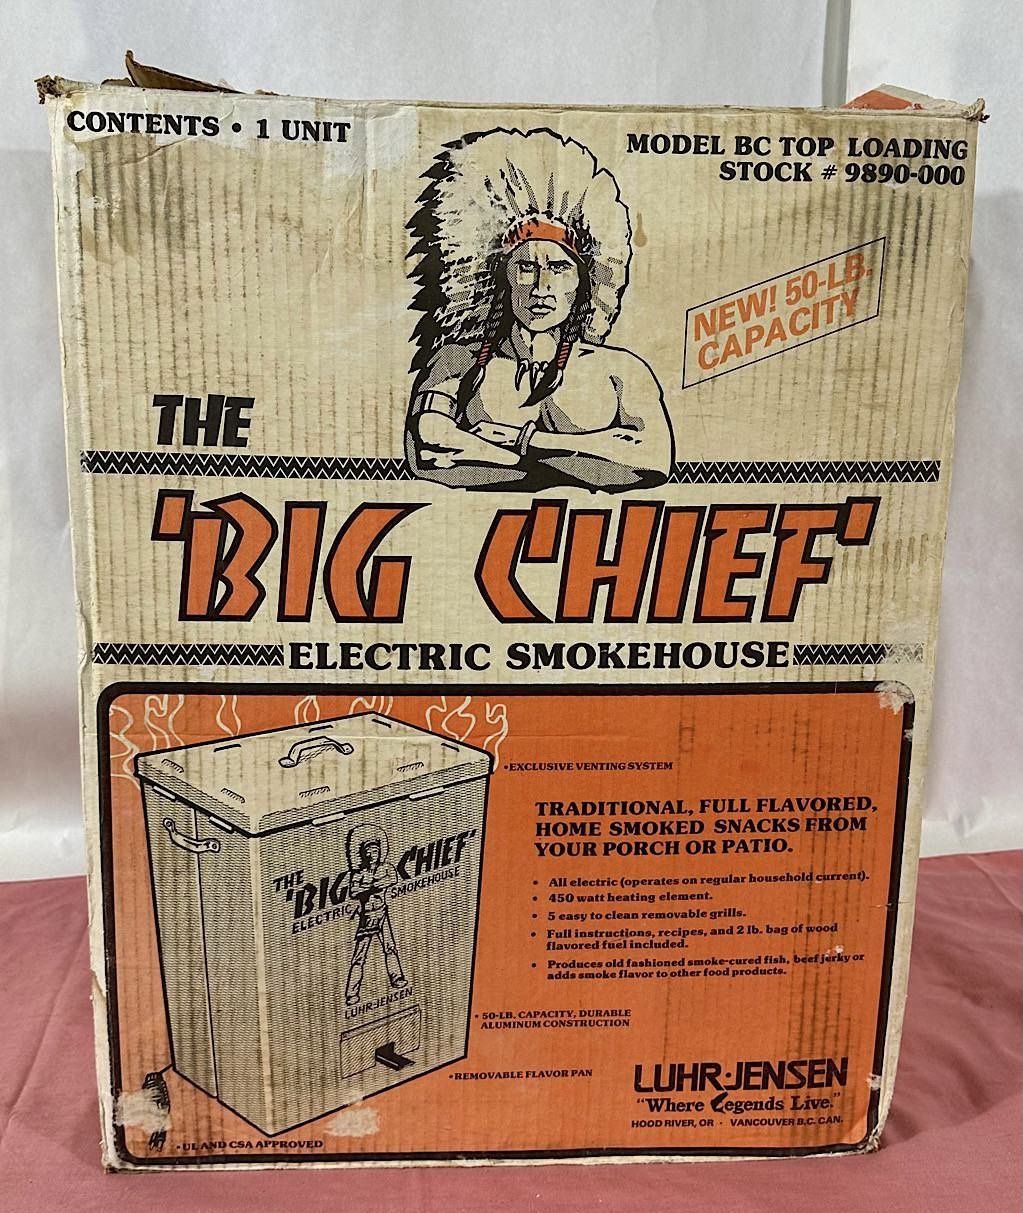 CONTENTS • 1 UNIT
MODEL BC TOP LOADING
STOCK # 9890-000
NEW! 50-LB.
CAPACITY
THE
'BIG CHIEF'
ELECTRIC SMOKEHOUSE
•EXCLUSIVE VENTING SYSTEM
TRADITIONAL, FULL FLAVORED,
HOME SMOKED SNACKS FROM
YOUR PORCH OR PATIO.
• All electric (operates on regular household current).
• 450 watt heating element.
• 5 easy to clean removable grills.
• Full instructions, recipes, and 2 lb. bag of wood
flavored fuel included.
• Produces old fashioned smoke-cured fish, beef jerky or
adds smoke flavor to other food products.
THE
'BIG CHIEF'
ELECTRIC SMOKEHOUSE
LUHR-JENSEN
•50-LB. CAPACITY, DURABLE
ALUMINUM CONSTRUCTION
•REMOVABLE FLAVOR PAN
LUHR·JENSEN
"Where Legends Live."
HOOD RIVER, OR · VANCOUVER B.C. CAN.
•UL AND CSA APPROVED